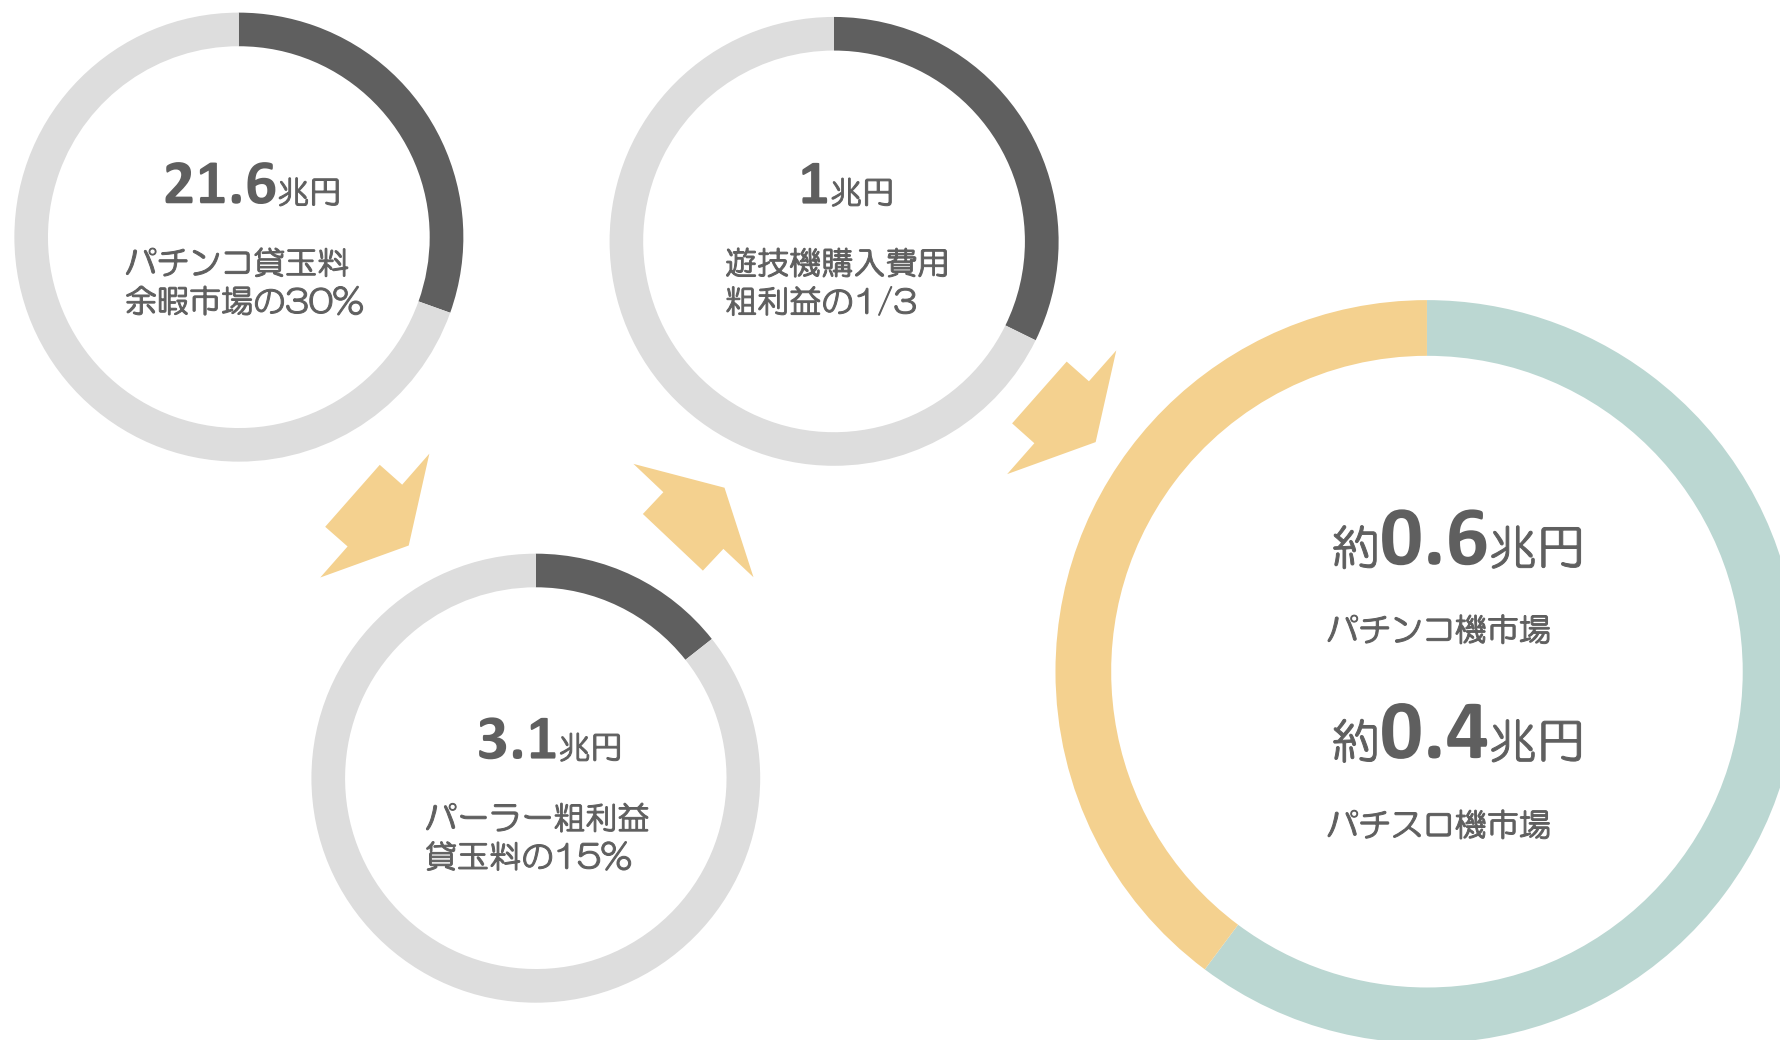 21.6兆円
パチンコ貸玉料
余暇市場の30%
1兆円
遊技機購入費用
粗利益の1/3
3.1兆円
パーラー粗利益
貸玉料の15%
約0.6兆円
パチンコ機市場
約0.4兆円
パチスロ機市場